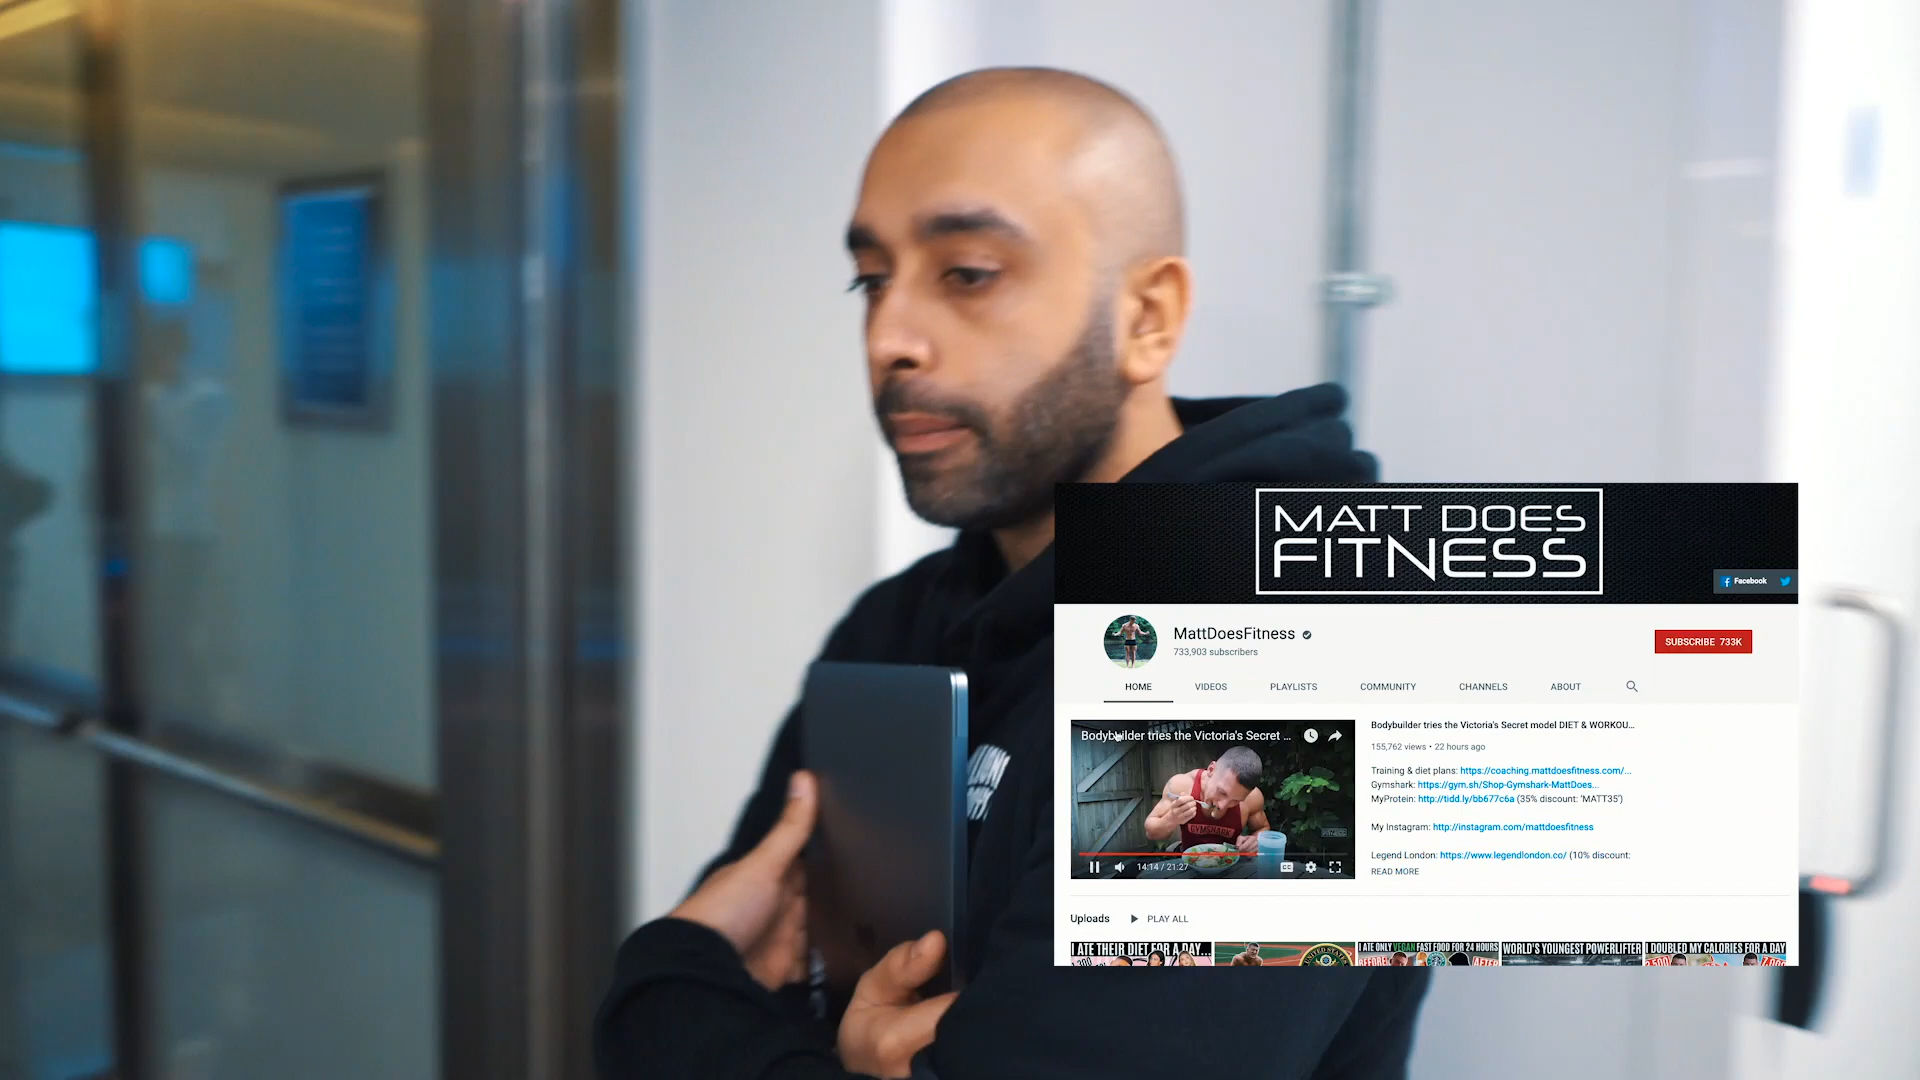 MATT DOES
FITNESS
Facebook
MattDoesFitness
733,903 subscribers
SUBSCRIBE 733K
HOME VIDEOS PLAYLISTS COMMUNITY CHANNELS ABOUT
Bodybuilder tries the Victoria's Secret ...
GYMSHARK
14:14 / 21:27
CC
Bodybuilder tries the Victoria's Secret model DIET & WORKOU...
155,762 views • 22 hours ago
Training & diet plans: https://coaching.mattdoesfitness.com/...
Gymshark: https://gym.sh/Shop-Gymshark-MattDoes...
MyProtein: http://tidd.ly/bb677c6a (35% discount: 'MATT35')
My Instagram: http://instagram.com/mattdoesfitness
Legend London: https://www.legendlondon.co/ (10% discount:
READ MORE
Uploads PLAY ALL
I ATE THEIR DIET FOR A DAY...
I ATE ONLY VEGAN FAST FOOD FOR 24 HOURS
BEFORE
AFTER
WORLD'S YOUNGEST POWERLIFTER
I DOUBLED MY CALORIES FOR A DAY